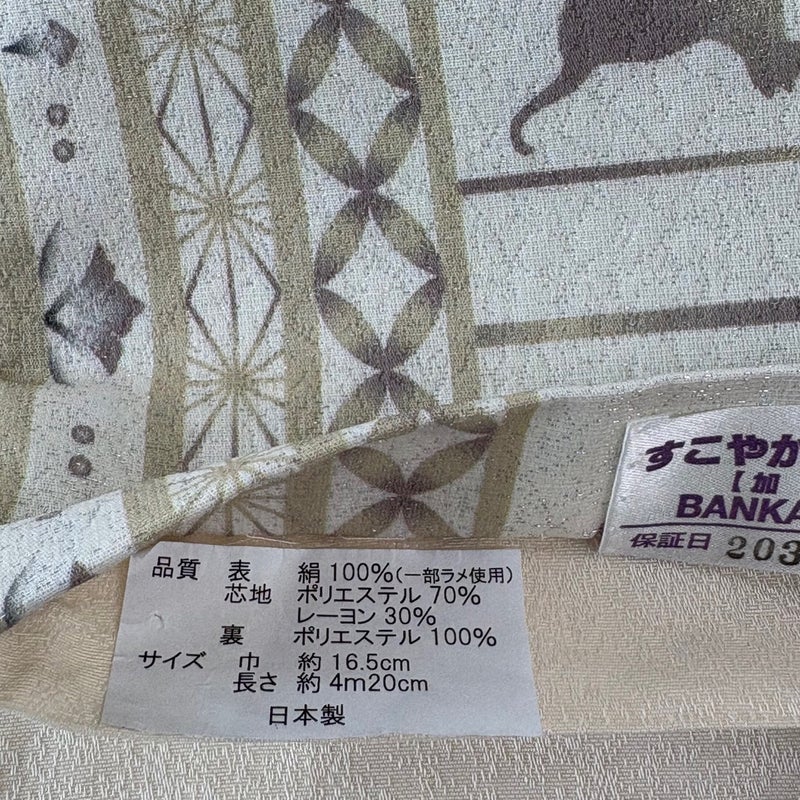 すこやか
【加
BANKA
保証日 203
品質 表 絹 100%(一部ラメ使用)
芯地 ポリエステル 70%
レーヨン 30%
裏 ポリエステル 100%
サイズ 巾 約 16.5cm
長さ 約 4m20cm
日本製